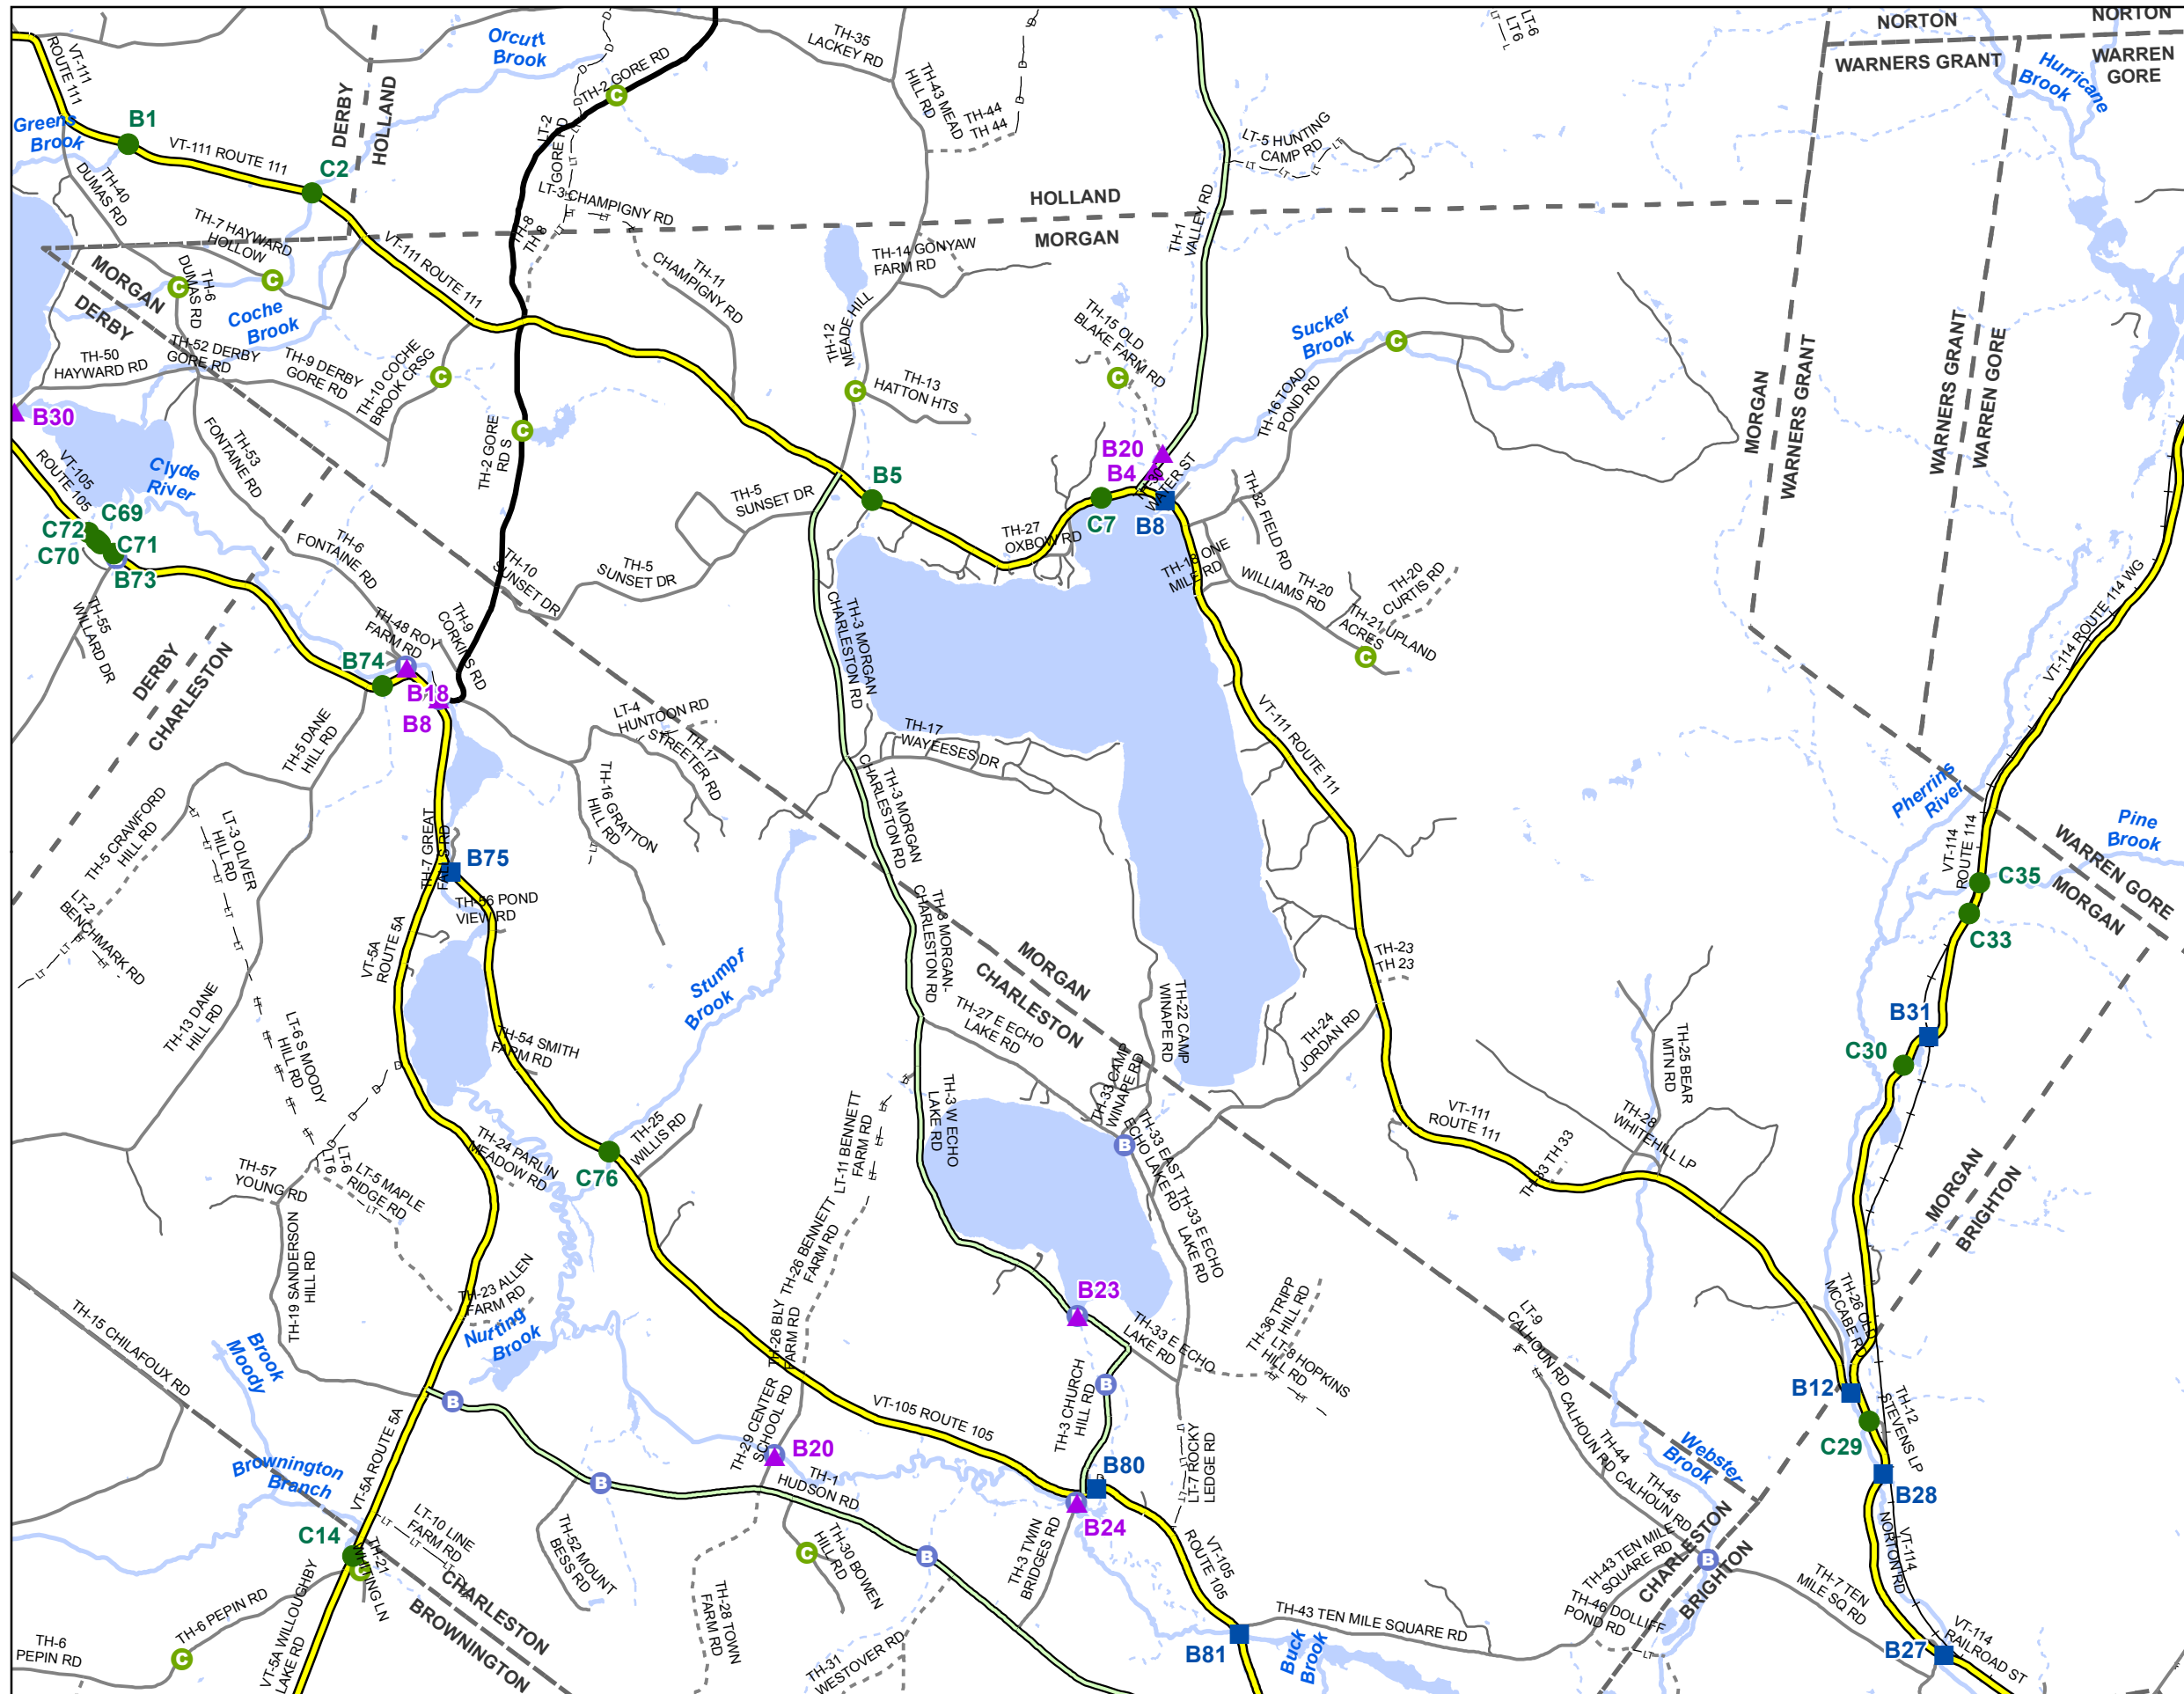 VT-111
ROUTE 111
Greens
Brook
B1
VT-111 ROUTE 111
C2
DERBY
HOLLAND
Orcutt
Brook
TH-2 GORE RD
C
LT-2
GORE RD
TH-35
LACKEY RD
TH-43 MEAD
HILL RD
TH-44
TH 44
LT-6
LT6
NORTON
WARNERS GRANT
NORTON
WARREN
GORE
Hurricane
Brook
LT-5 HUNTING
CAMP RD
TH-40
DUMAS RD
TH-7 HAYWARD
HOLLOW
LT-3 CHAMPIGNY RD
TH-8
TH 8
HOLLAND
MORGAN
TH-1
VALLEY RD
MORGAN
DERBY
TH-6
DUMAS RD
C
C
Coche
Brook
VT-111 ROUTE 111
TH-11
CHAMPIGNY RD
TH-14 GONYAW
FARM RD
TH-12
MEADE HILL
TH-15 OLD
BLAKE FARM RD
C
Sucker
Brook
C
TH-16 TOAD
POND RD
MORGAN
WARNERS GRANT
WARNERS GRANT
WARREN GORE
TH-50
HAYWARD RD
TH-52 DERBY
GORE RD
TH-9 DERBY
GORE RD
TH-10 COCHE
BROOK CRSG
C
C
TH-13
HATTON HTS
B30
TH-53
FONTAINE RD
TH-2 GORE
RD S
C
VT-105
ROUTE 105
Clyde
River
C69
C72
C70
C71
B73
TH-5
SUNSET DR
B5
B20
B4
TH-30
WATER ST
C7
B8
TH-27
OXBOW RD
TH-32 FIELD RD
TH-18 ONE
MILE RD
TH-20
WILLIAMS RD
TH-20
CURTIS RD
TH-21 UPLAND
ACRES
C
TH-6
FONTAINE RD
TH-10
SUNSET DR
TH-5
SUNSET DR
TH-55
WILLARD DR
TH-48 ROY
FARM RD
TH-9
CORKINS RD
B74
B18
B8
DERBY
CHARLESTON
TH-3 MORGAN
CHARLESTON RD
VT-114 ROUTE 114 WG
TH-5 DANE
HILL RD
LT-4
HUNTOON RD
TH-17
STREETER RD
TH-17
WAYEESES DR
VT-111 ROUTE 111
TH-16 GRATTON
HILL RD
TH-3 MORGAN
CHARLESTON RD
Pherrins
River
Pine
Brook
VT-114
ROUTE 114
WARREN GORE
MORGAN
TH-5 CRAWFORD
HILL RD
LT-3 OLIVER
HILL RD
TH-7 GREAT
FALLS RD
B75
TH-56 POND
VIEW RD
C35
C33
LT-2
BENCHMARK RD
VT-5A
ROUTE 5A
TH-3 MORGAN-
CHARLESTON RD
MORGAN
CHARLESTON
TH-23
TH 23
Stumpf
Brook
TH-13 DANE
HILL RD
LT-6 S MOODY
HILL RD
TH-54 SMITH
FARM RD
TH-27 E ECHO
LAKE RD
TH-22 CAMP
WINAPE RD
TH-24
JORDAN RD
B31
C30
TH-25 BEAR
MTN RD
TH-33 CAMP
WINAPE RD
B
TH-3 W ECHO
LAKE RD
LT-11 BENNETT
FARM RD
TH-25
WILLIS RD
C76
TH-24 PARLIN
MEADOW RD
LT-6
LT6
LT-5 MAPLE
RIDGE RD
TH-57
YOUNG RD
VT-111
ROUTE 111
TH-28
WHITEHILL LP
TH-33 TH-33
TH-33 EAST
ECHO LAKE RD
TH-33 E ECHO
LAKE RD
MORGAN
BRIGHTON
TH-19 SANDERSON
HILL RD
TH-26 BENNETT
FARM RD
TH-23 ALLEN
FARM RD
Nutting
Brook
TH-15 CHILAFOUX RD
Brook
Moody
TH-26 BLY
FARM RD
B23
TH-33 E ECHO
LAKE RD
TH-36 TRIPP
HILL RD
LT-8 HOPKINS
HILL RD
LT-9
CALHOUN RD
TH-26 OLD
MCCABE RD
B12
C29
TH-12
STEVENS LP
B
B
TH-3 CHURCH
HILL RD
VT-105 ROUTE 105
TH-29 CENTER
SCHOOL RD
B20
B80
B24
LT-7 ROCKY
LEDGE RD
TH-44
CALHOUN RD
TH-45
CALHOUN RD
Webster
Brook
B28
VT-5A ROUTE 5A
Brownington
Branch
B
TH-1
HUDSON RD
C14
C
LT-10 LINE
FARM RD
TH-21
WHITING LN
CHARLESTON
BROWNINGTON
TH-52 MOUNT
BESS RD
C
TH-30 BOWEN
HILL RD
B
TH-3 TWIN
BRIDGES RD
VT-105
ROUTE 105
TH-43 TEN MILE
SQUARE RD
CHARLESTON
BRIGHTON
B
TH-7 TEN
MILE SQ RD
VT-114
NORTON RD
TH-6 PEPIN RD
TH-6
PEPIN RD
C
VT-5A WILLOUGHBY
LAKE RD
TH-28 TOWN
FARM RD
TH-31
WESTOVER RD
B81
Buck
Brook
TH-43 TEN MILE SQUARE RD
TH-46 DOLLIFF
POND RD
B27
VT-114
RAILROAD ST